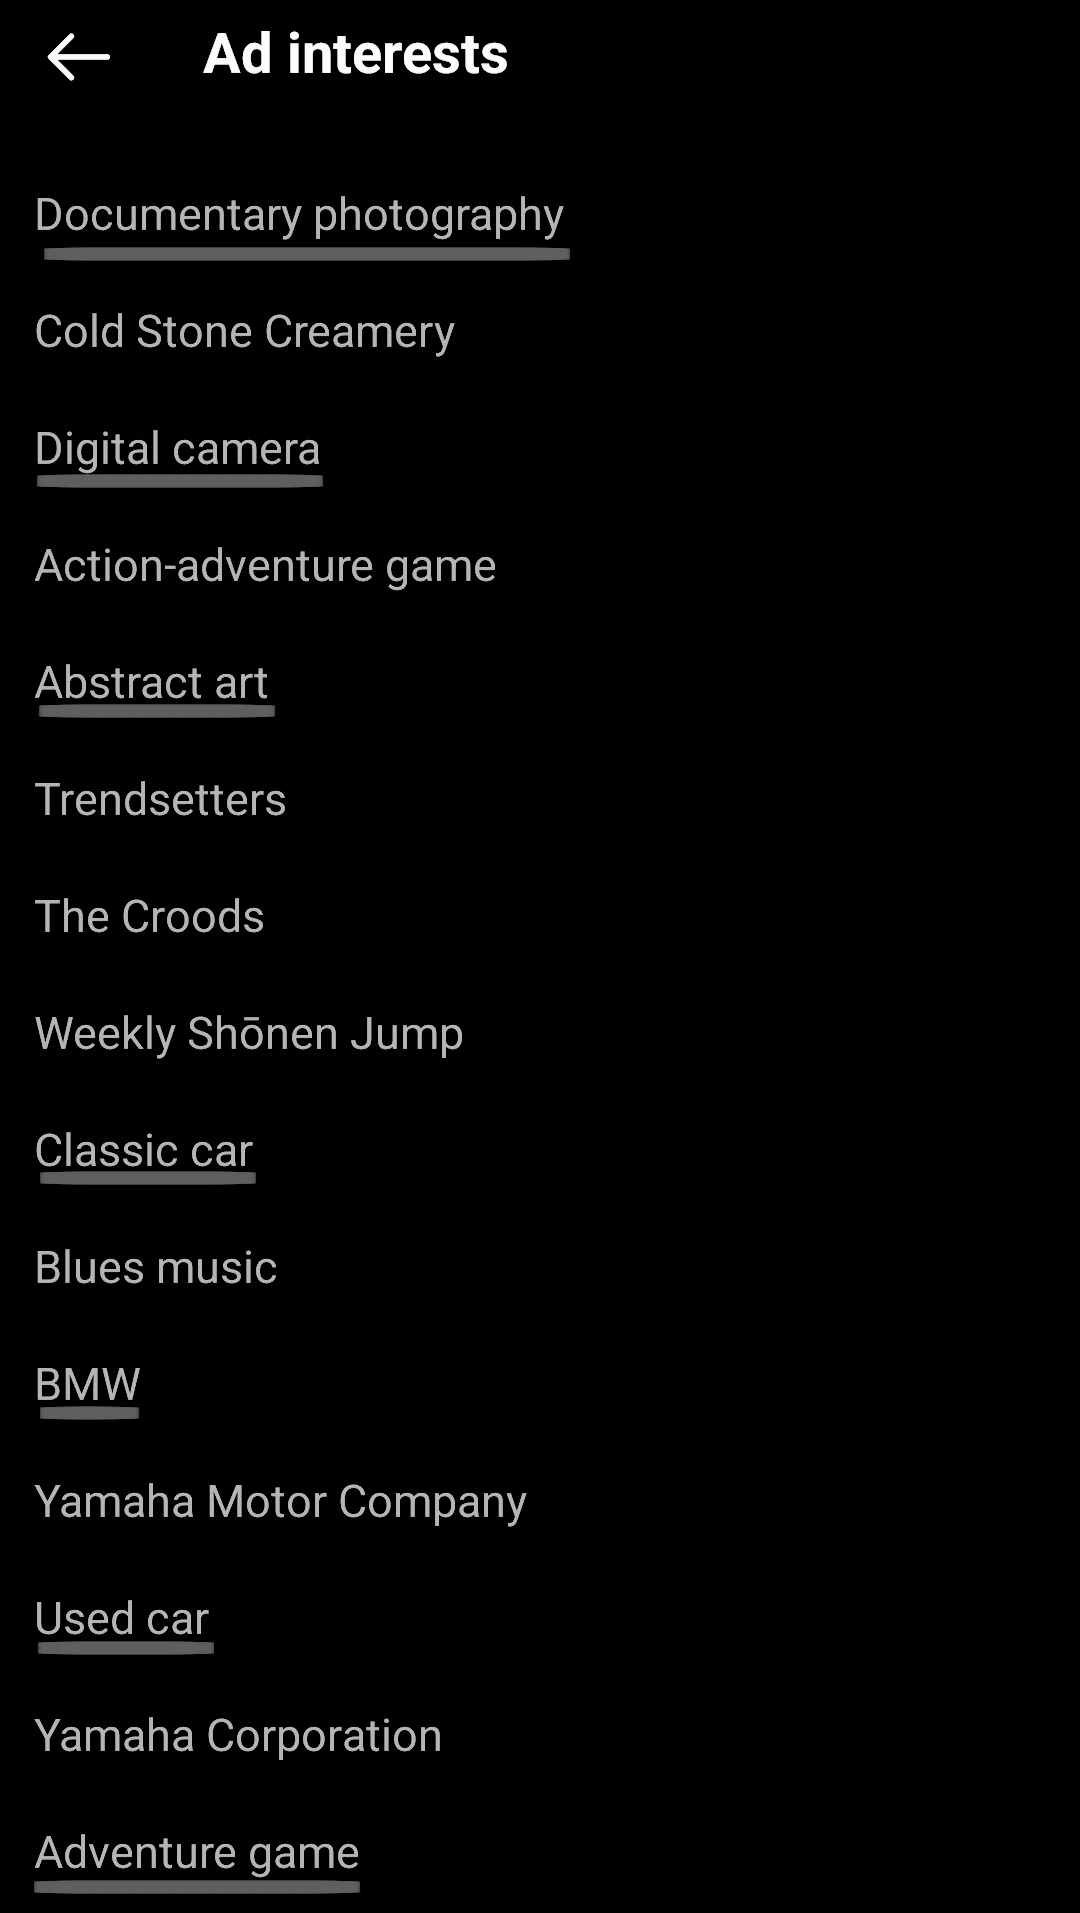 Ad interests
Documentary photography
Cold Stone Creamery
Digital camera
Action-adventure game
Abstract art
Trendsetters
The Croods
Weekly Shōnen Jump
Classic car
Blues music
BMW
Yamaha Motor Company
Used car
Yamaha Corporation
Adventure game